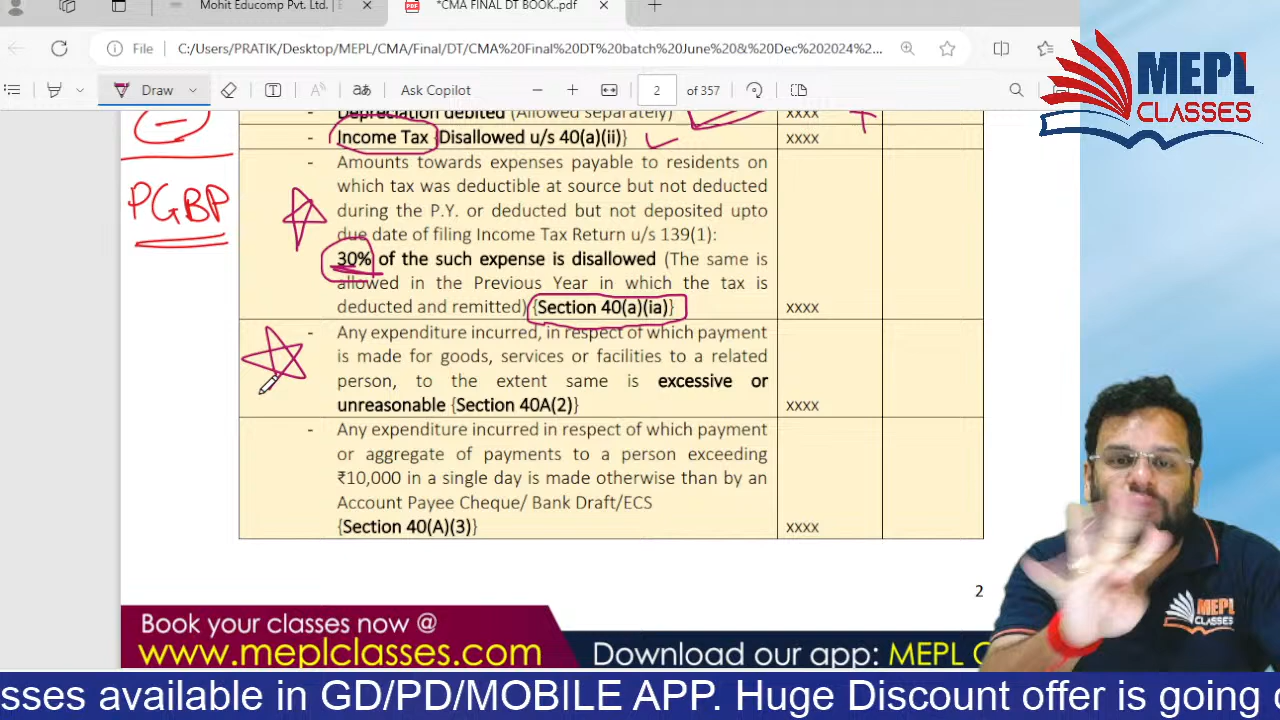 Mohit Educomp Pvt. Ltd. | E
*CMA FINAL DT BOOK..pdf
File
C:/Users/PRATIK/Desktop/MEPL/CMA/Final/DT/CMA%20Final%20DT%20batch%20June%20&%20Dec%202024%2...
Draw
Ask Copilot
2 of 357
MEPL
CLASSES
Depreciation debited (Allowed separately) xxxx
- Income Tax {Disallowed u/s 40(a)(ii)} xxxx
PGBP
- Amounts towards expenses payable to residents on
which tax was deductible at source but not deducted
during the P.Y. or deducted but not deposited upto
due date of filing Income Tax Return u/s 139(1):
30% of the such expense is disallowed (The same is
allowed in the Previous Year in which the tax is
deducted and remitted) {Section 40(a)(ia)} xxxx
- Any expenditure incurred, in respect of which payment
is made for goods, services or facilities to a related
person, to the extent same is excessive or
unreasonable {Section 40A(2)} xxxx
- Any expenditure incurred in respect of which payment
or aggregate of payments to a person exceeding
₹10,000 in a single day is made otherwise than by an
Account Payee Cheque/ Bank Draft/ECS
{Section 40(A)(3)} xxxx
2
MEPL
CLASSES
Book your classes now @
www.meplclasses.com
Download our app: MEPL C
sses available in GD/PD/MOBILE APP. Huge Discount offer is going